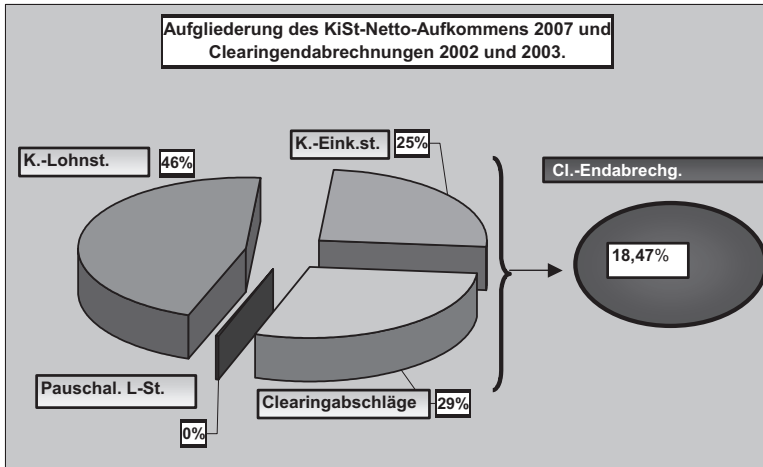 Aufgliederung des KiSt-Netto-Aufkommens 2007 und
Clearingendabrechnungen 2002 und 2003.
K.-Lohnst.
46%
K.-Eink.st.
25%
Cl.-Endabrechg.
18,47%
Pauschal. L-St.
0%
Clearingabschläge
29%